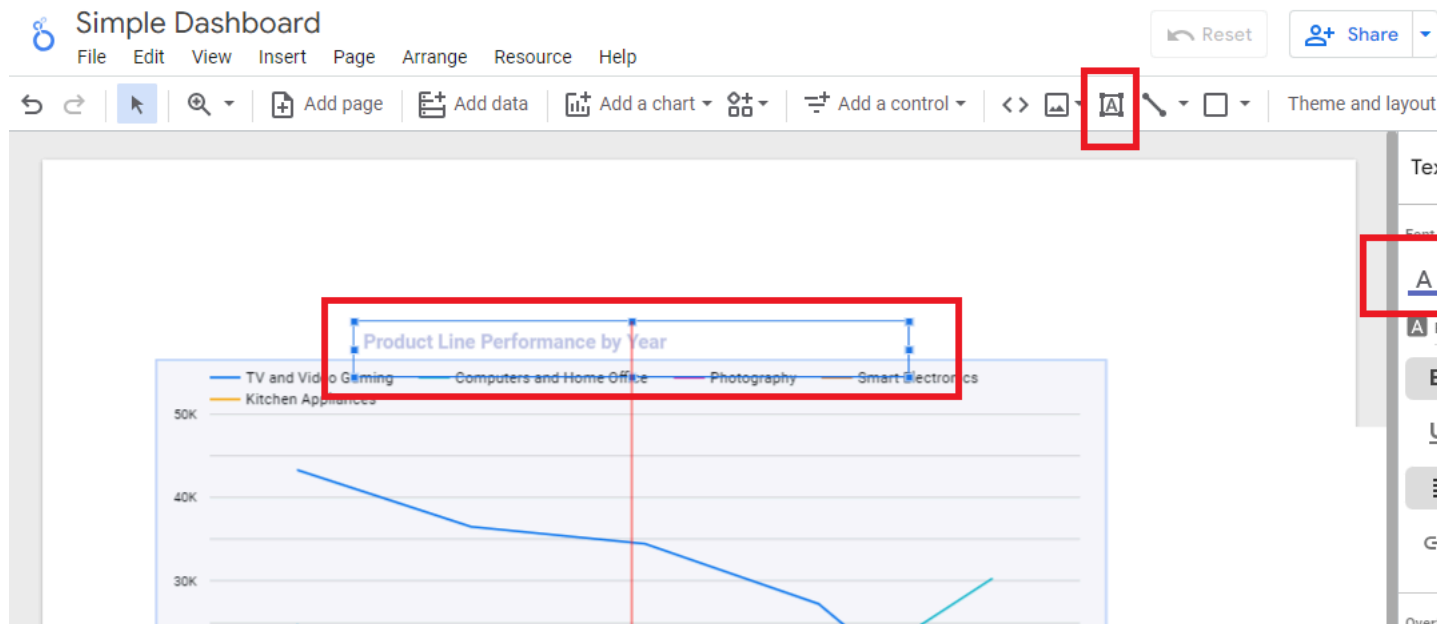 Simple Dashboard
File Edit View Insert Page Arrange Resource Help
Reset Share
Add page Add data Add a chart Add a control Theme and layout
Product Line Performance by Year
TV and Video Gaming Computers and Home Office Photography Smart Electronics
Kitchen Appliances
50K
40K
30K
Font
A
A